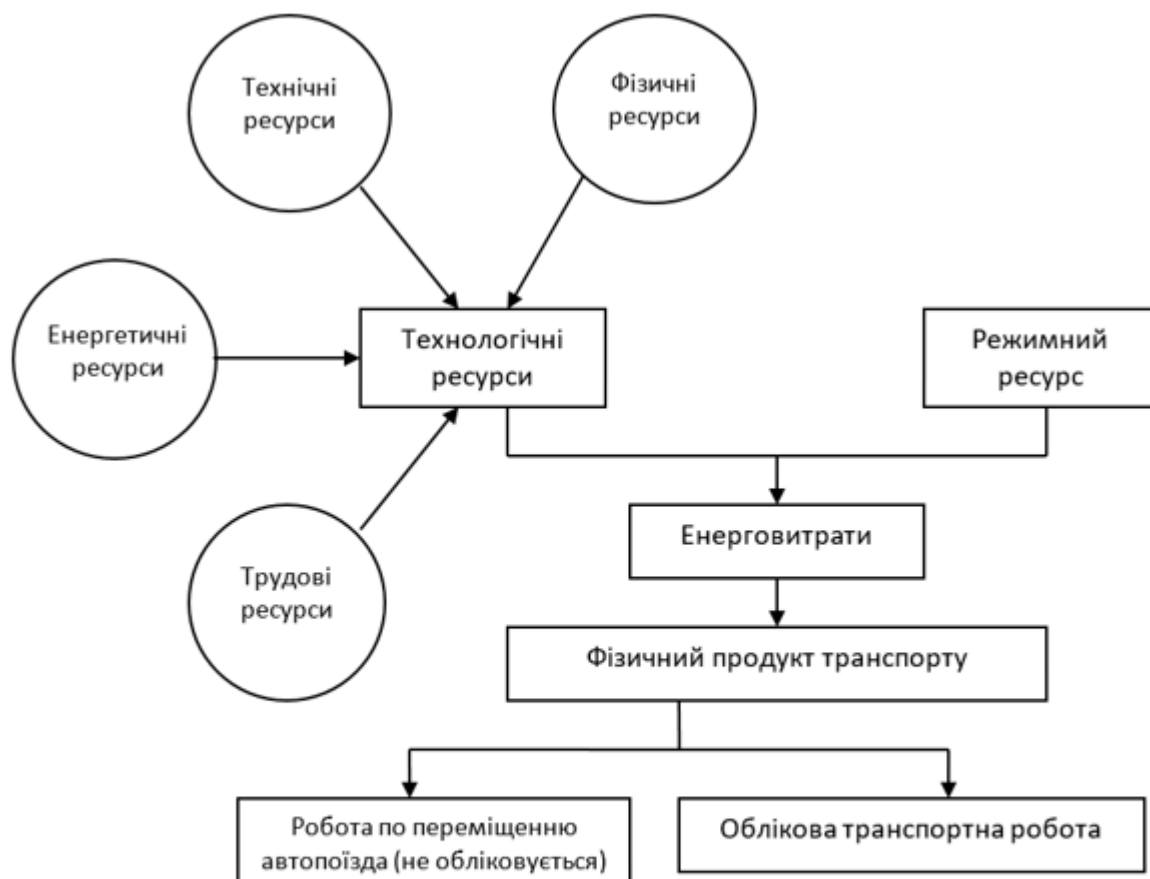 Технічні
ресурси
Фізичні
ресурси
Енергетичні
ресурси
Технологічні
ресурси
Режимний
ресурс
Трудові
ресурси
Енерговитрати
Фізичний продукт транспорту
Робота по переміщенню
автопоїзда (не обліковується)
Облікова транспортна робота